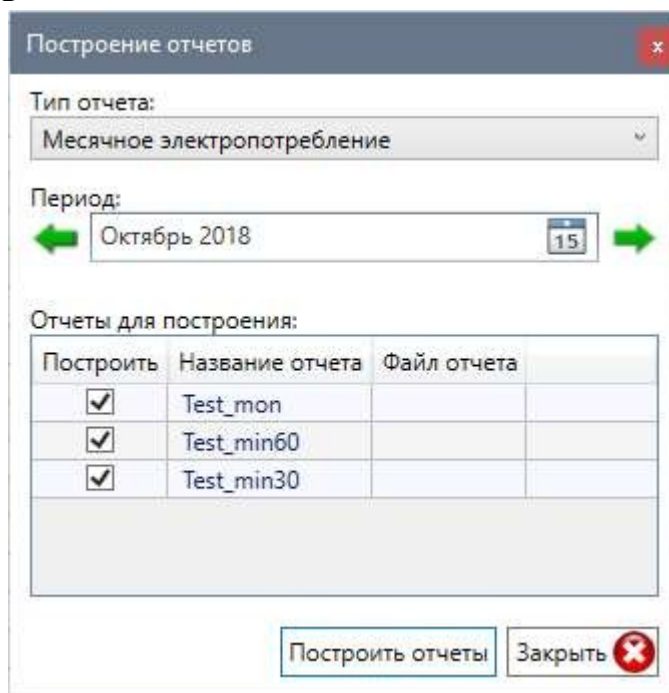 Построение отчетов
x
Тип отчета:
Месячное электропотребление
Период:
Октябрь 2018
15
Отчеты для построения:
Построить Название отчета Файл отчета
Test_mon
Test_min60
Test_min30
Построить отчеты Закрыть